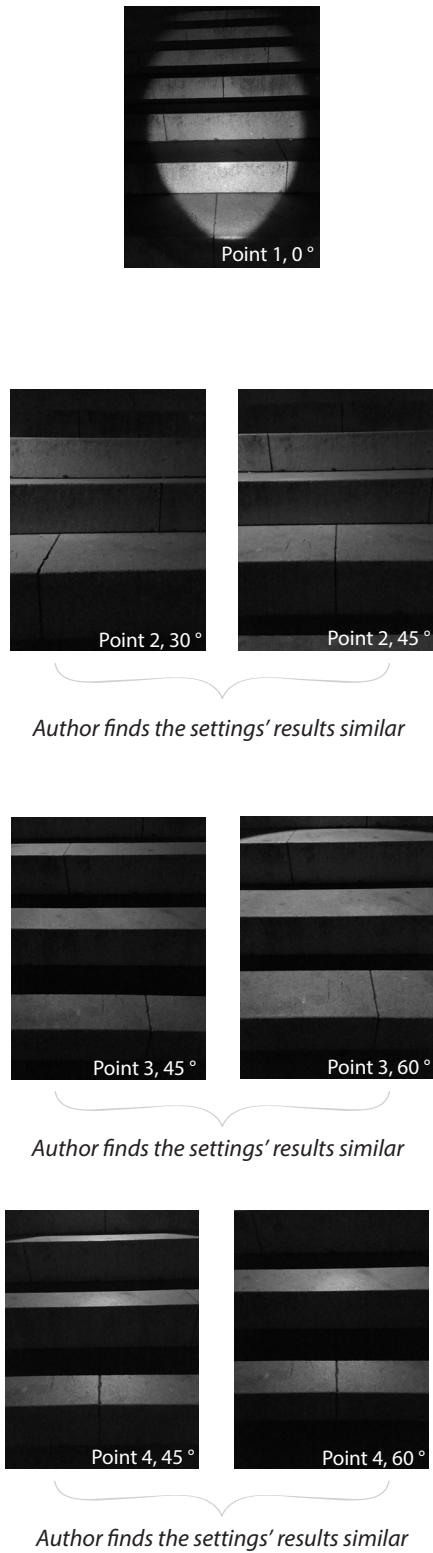 Point 1, 0 °
Point 2, 30 °
Point 2, 45 °
Author finds the settings’ results similar
Point 3, 45 °
Point 3, 60 °
Author finds the settings’ results similar
Point 4, 45 °
Point 4, 60 °
Author finds the settings’ results similar